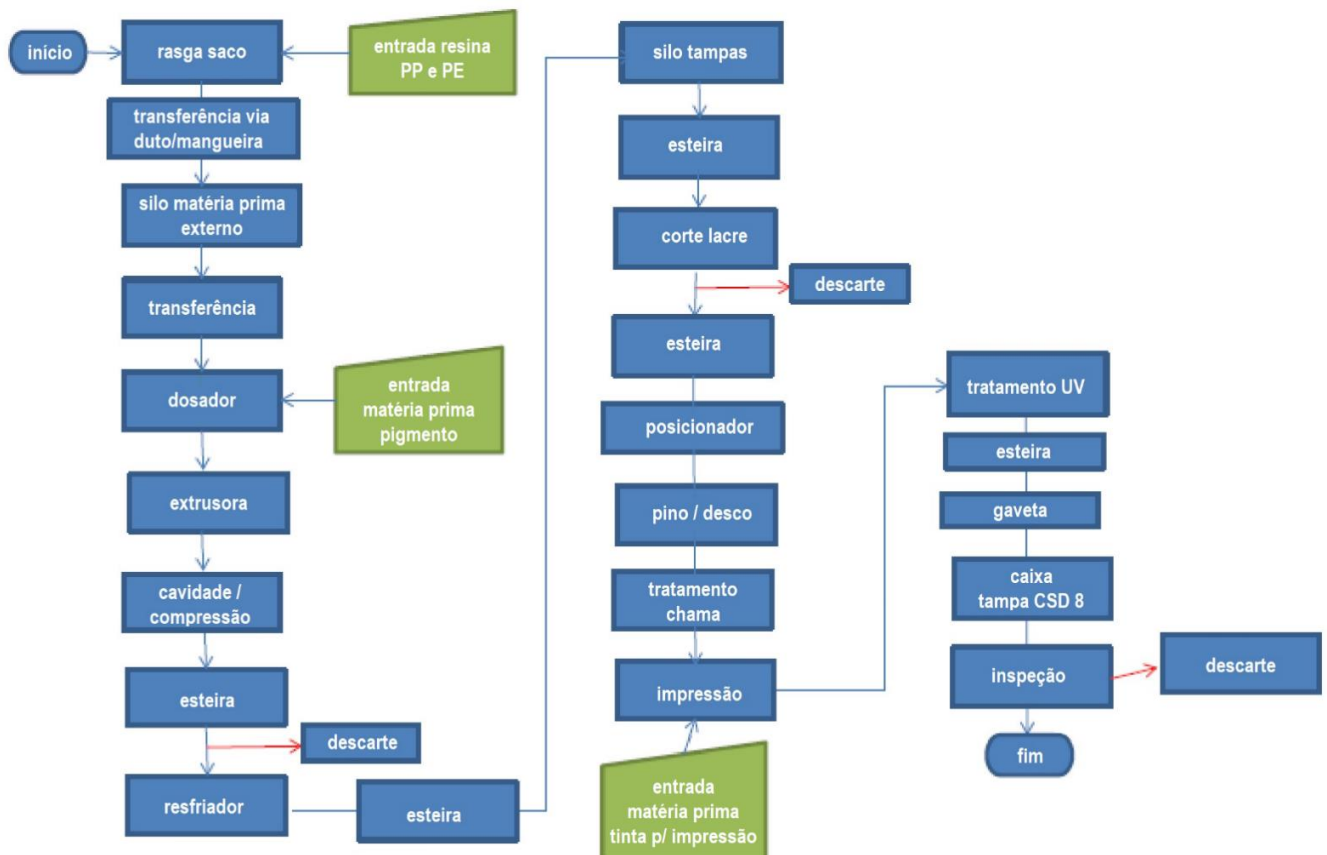 início
rasga saco
entrada resina
PP e PE
transferência via
duto/mangueira
silo matéria prima
externo
transferência
dosador
entrada
matéria prima
pigmento
extrusora
cavidade /
compressão
esteira
descarte
resfriador
esteira
silo tampas
esteira
corte lacre
descarte
esteira
posicionador
pino / desco
tratamento
chama
impressão
entrada
matéria prima
tinta p/ impressão
tratamento UV
esteira
gaveta
caixa
tampa CSD 8
inspeção
descarte
fim